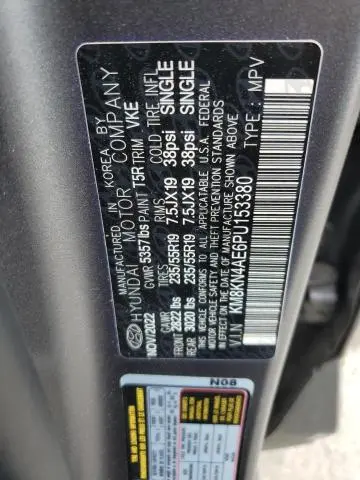 MANUFACTURED IN KOREA BY
HYUNDAI MOTOR COMPANY
NOV/2022 GVWR 5357 lbs PAINT T5R TRIM VKE
TIRES RIMS COLD TIRE INFL
FRONT 2822 lbs 235/55R19 7.5JX19 38psi SINGLE
REAR 3020 lbs 235/55R19 7.5JX19 38psi SINGLE
THIS VEHICLE CONFORMS TO ALL APPLICABLE U.S.A. FEDERAL
MOTOR VEHICLE SAFETY AND THEFT PREVENTION STANDARDS
IN EFFECT ON THE DATE OF MANUFACTURE SHOWN ABOVE
VIN : KM8KN4AE6PU153380 TYPE : MPV
N08